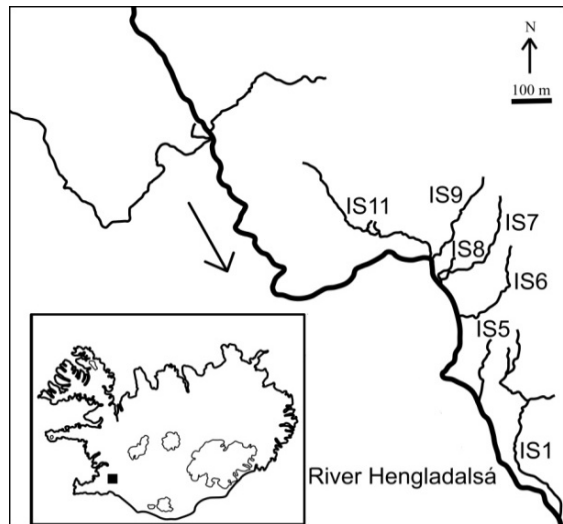 N
100 m
IS11
IS9
IS8
IS7
IS6
IS5
IS1
River Hengladalsá